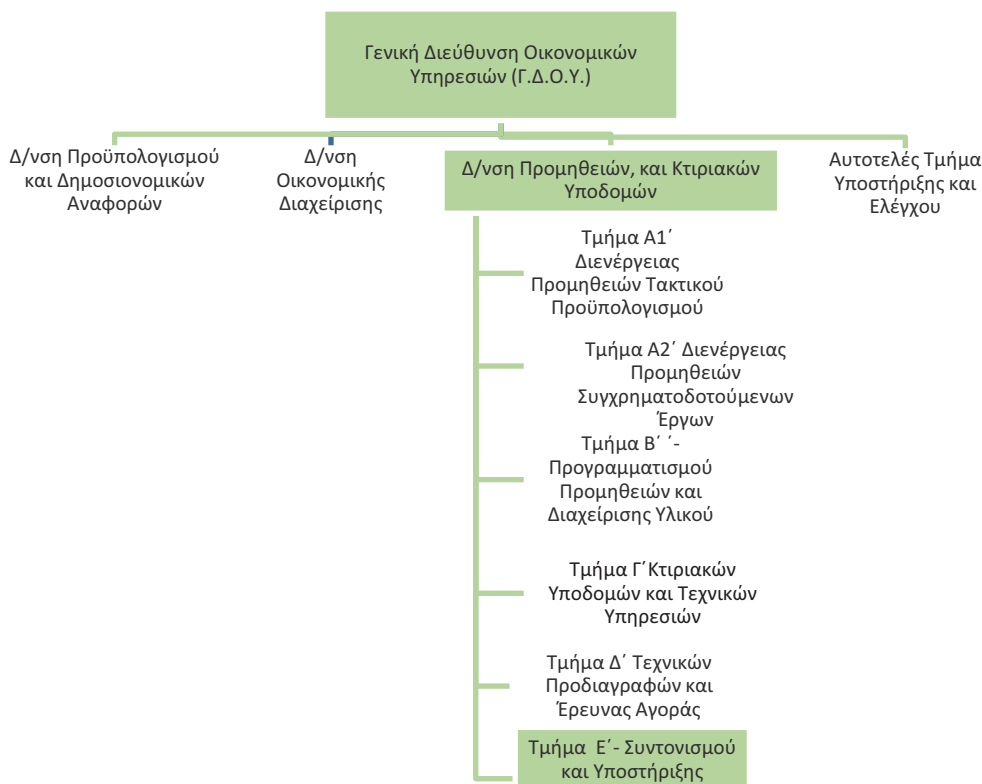 Γενική Διεύθυνση Οικονομικών
Υπηρεσιών (Γ.Δ.Ο.Υ.)
Δ/νση Προϋπολογισμού
και Δημοσιονομικών
Αναφορών
Δ/νση
Οικονομικής
Διαχείρισης
Δ/νση Προμηθειών, και Κτιριακών
Υποδομών
Αυτοτελές Τμήμα
Υποστήριξης και
Ελέγχου
Τμήμα Α1΄
Διενέργειας
Προμηθειών Τακτικού
Προϋπολογισμού
Τμήμα Α2΄ Διενέργειας
Προμηθειών
Συγχρηματοδοτούμενων
Έργων
Τμήμα Β΄ ΄-
Προγραμματισμού
Προμηθειών και
Διαχείρισης Υλικού
Τμήμα Γ΄Κτιριακών
Υποδομών και Τεχνικών
Υπηρεσιών
Τμήμα Δ΄ Τεχνικών
Προδιαγραφών και
Έρευνας Αγοράς
Τμήμα Ε΄- Συντονισμού
και Υποστήριξης